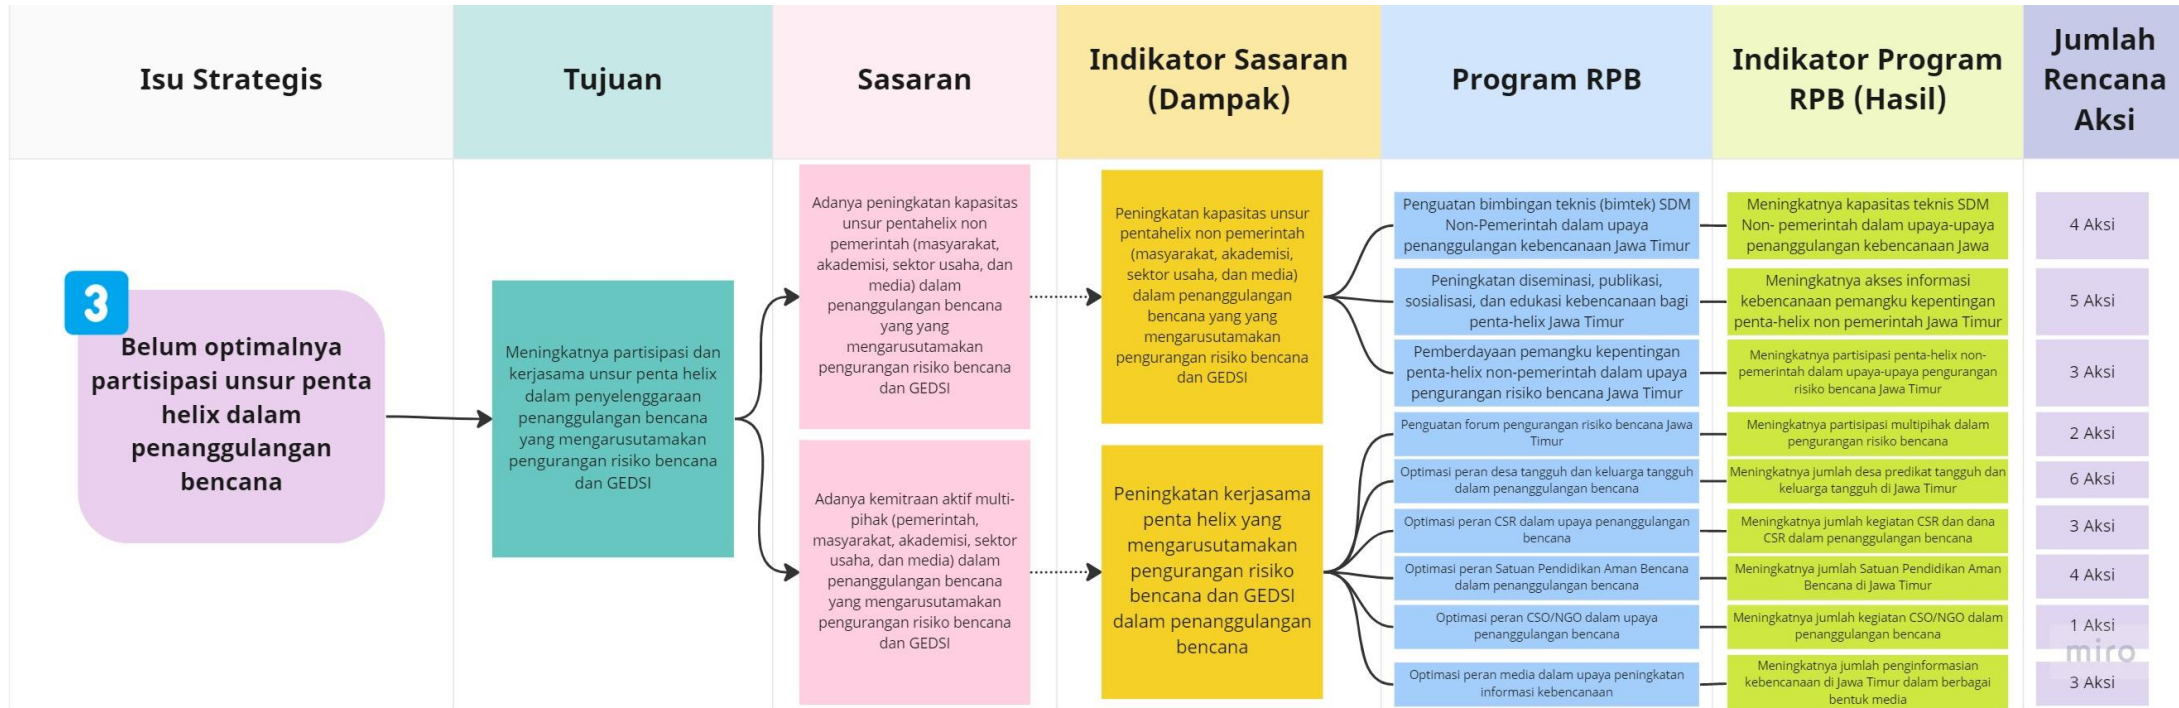 Isu Strategis
Tujuan
Sasaran
Indikator Sasaran
(Dampak)
Program RPB
Indikator Program
RPB (Hasil)
Jumlah
Rencana
Aksi
3
Belum optimalnya
partisipasi unsur penta
helix dalam
penanggulangan
bencana
Meningkatnya partisipasi dan
kerjasama unsur penta helix
dalam penyelenggaraan
penanggulangan bencana
yang mengarusutamakan
pengurangan risiko bencana
dan GEDSI
Adanya peningkatan kapasitas
unsur pentahelix non
pemerintah (masyarakat,
akademisi, sektor usaha, dan
media) dalam
penanggulangan bencana
yang yang
mengarusutamakan
pengurangan risiko bencana
dan GEDSI
Peningkatan kapasitas unsur
pentahelix non pemerintah
(masyarakat, akademisi,
sektor usaha, dan media)
dalam penanggulangan
bencana yang yang
mengarusutamakan
pengurangan risiko bencana
dan GEDSI
Penguatan bimbingan teknis (bimtek) SDM
Non-Pemerintah dalam upaya
penanggulangan kebencanaan Jawa Timur
Meningkatnya kapasitas teknis SDM
Non- pemerintah dalam upaya-upaya
penanggulangan kebencanaan Jawa
4 Aksi
Peningkatan diseminasi, publikasi,
sosialisasi, dan edukasi kebencanaan bagi
penta-helix Jawa Timur
Meningkatnya akses informasi
kebencanaan pemangku kepentingan
penta-helix non pemerintah Jawa Timur
5 Aksi
Pemberdayaan pemangku kepentingan
penta-helix non-pemerintah dalam upaya
pengurangan risiko bencana Jawa Timur
Meningkatnya partisipasi penta-helix non-
pemerintah dalam upaya-upaya pengurangan
risiko bencana Jawa Timur
3 Aksi
Adanya kemitraan aktif multi-
pihak (pemerintah,
masyarakat, akademisi, sektor
usaha, dan media) dalam
penanggulangan bencana
yang mengarusutamakan
pengurangan risiko bencana
dan GEDSI
Peningkatan kerjasama
penta helix yang
mengarusutamakan
pengurangan risiko
bencana dan GEDSI
dalam penanggulangan
bencana
Penguatan forum pengurangan risiko bencana Jawa
Timur
Meningkatnya partisipasi multipihak dalam
pengurangan risiko bencana
2 Aksi
Optimasi peran desa tangguh dan keluarga tangguh
dalam penanggulangan bencana
Meningkatnya jumlah desa predikat tangguh dan
keluarga tangguh di Jawa Timur
6 Aksi
Optimasi peran CSR dalam upaya penanggulangan
bencana
Meningkatnya jumlah kegiatan CSR dan dana
CSR dalam penanggulangan bencana
3 Aksi
Optimasi peran Satuan Pendidikan Aman Bencana
dalam penanggulangan bencana
Meningkatnya jumlah Satuan Pendidikan Aman
Bencana di Jawa Timur
4 Aksi
Optimasi peran CSO/NGO dalam upaya
penanggulangan bencana
Meningkatnya jumlah kegiatan CSO/NGO dalam
penanggulangan bencana
1 Aksi
Optimasi peran media dalam upaya peningkatan
informasi kebencanaan
Meningkatnya jumlah penginformasian
kebencanaan di Jawa Timur dalam berbagai
bentuk media
3 Aksi
miro